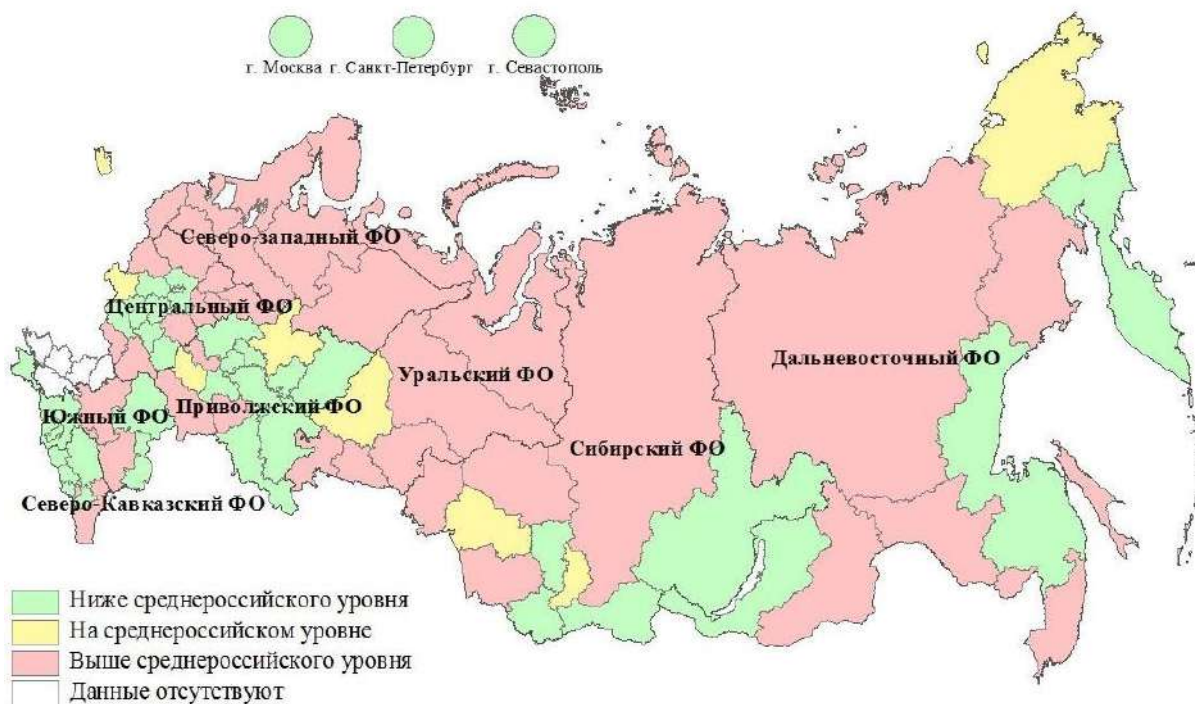 г. Москва г. Санкт-Петербург г. Севастополь
Северо-западный ФО
Центральный ФО
Дальневосточный ФО
Уральский ФО
Южный ФО
Приволжский ФО
Сибирский ФО
Северо-Кавказский ФО
Ниже среднероссийского уровня
На среднероссийском уровне
Выше среднероссийского уровня
Данные отсутствуют